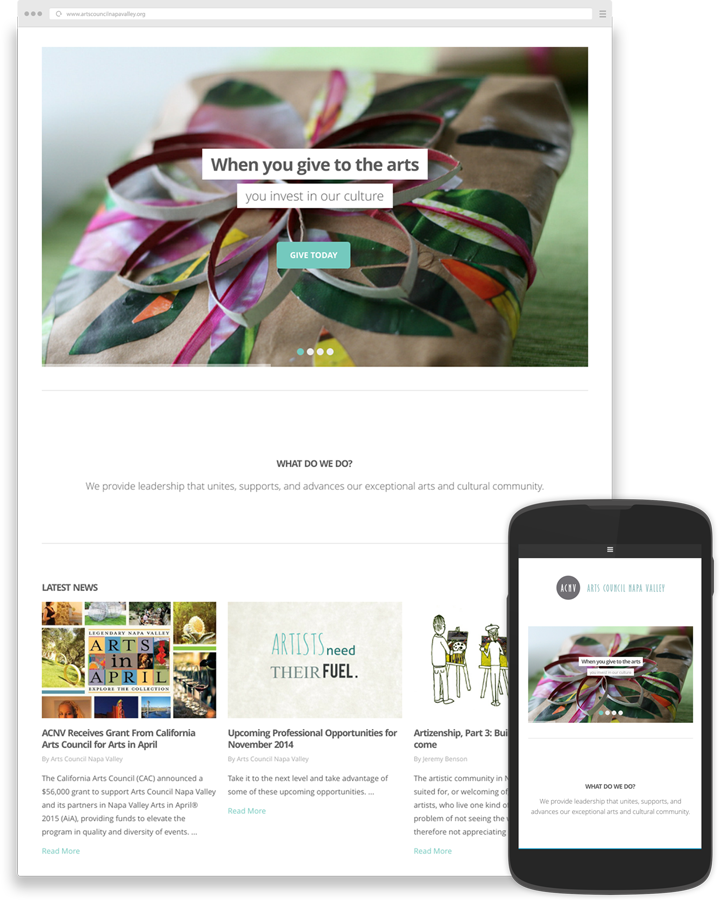 www.artscouncilnapavalley.org
When you give to the arts
you invest in our culture
GIVE TODAY
WHAT DO WE DO?
We provide leadership that unites, supports, and advances our exceptional arts and cultural community.
LATEST NEWS
LEGENDARY NAPA VALLEY
ARTS
in
APRIL
EXPLORE THE COLLECTION
ACNV Receives Grant From California
Arts Council for Arts in April
By Arts Council Napa Valley
The California Arts Council (CAC) announced a
$56,000 grant to support Arts Council Napa Valley
and its partners in Napa Valley Arts in April®
2015 (AiA), providing funds to elevate the
program in quality and diversity of events. ...
Read More
ARTISTS need
THEIR FUEL.
Upcoming Professional Opportunities for
November 2014
By Arts Council Napa Valley
Take it to the next level and take advantage of
some of these upcoming opportunities. ...
Read More
Artizenship, Part 3: Bui
come
By Jeremy Benson
The artistic community in N
suited for, or welcoming of
artists, who live one kind of
problem of not seeing the
therefore not appreciating
Read More
ACNV
ARTS COUNCIL NAPA VALLEY
When you give to the arts
you invest in our culture
WHAT DO WE DO?
We provide leadership that unites, supports, and
advances our exceptional arts and cultural community.